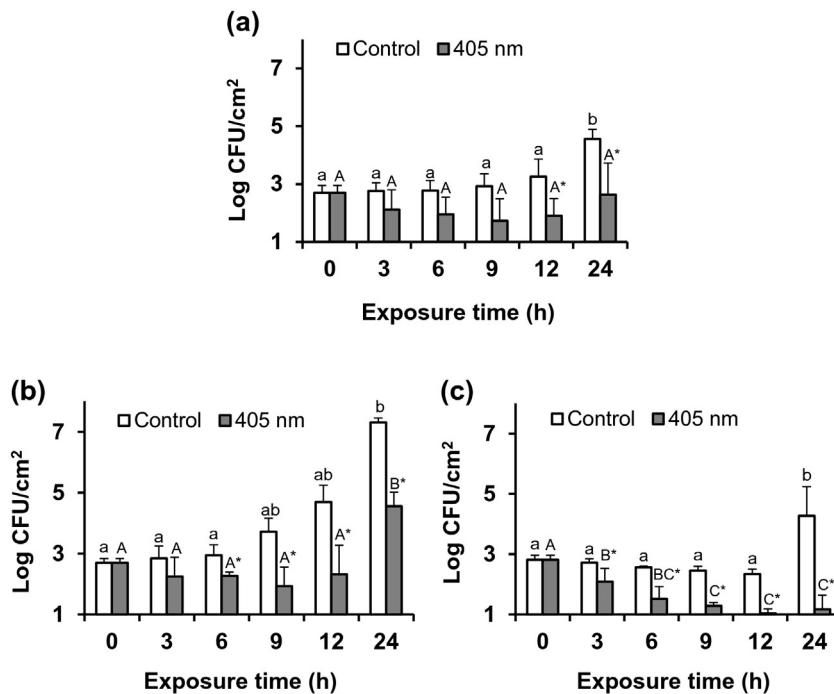 (a)
Control 405 nm
Log CFU/cm²
7
5
3
1
a A a A a A a A a A* b A*
0 3 6 9 12 24
Exposure time (h)
(b)
Control 405 nm
Log CFU/cm²
7
5
3
1
a A a A a A* ab A* ab A* b B*
0 3 6 9 12 24
Exposure time (h)
(c)
Control 405 nm
Log CFU/cm²
7
5
3
1
a A a B* a BC* a C* a C* b C*
0 3 6 9 12 24
Exposure time (h)